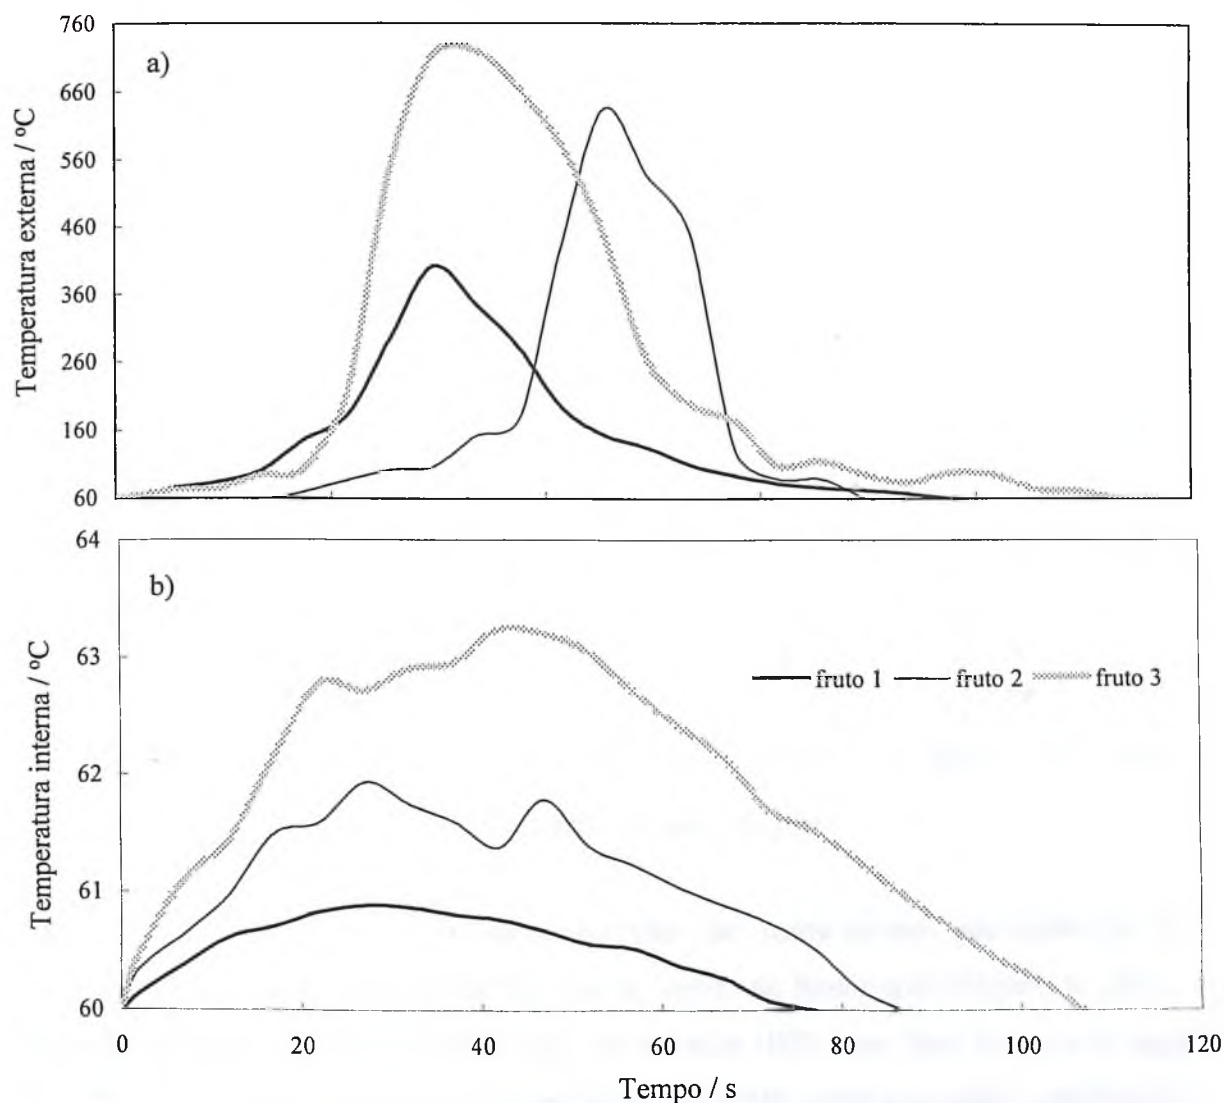 760
a)
660
560
460
360
260
160
60
Temperatura externa / ºC
64
b)
63
62
61
60
Temperatura interna / ºC
fruto 1 fruto 2 fruto 3
0 20 40 60 80 100 120
Tempo / s